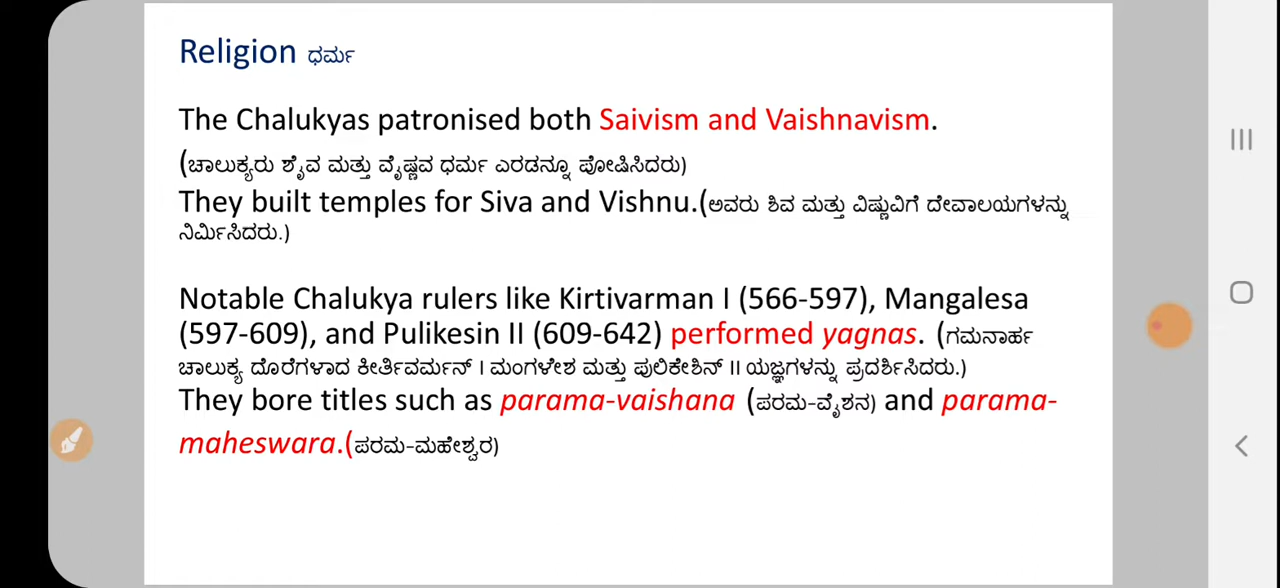 Religion ಧರ್ಮ
The Chalukyas patronised both Saivism and Vaishnavism.
(ಚಾಲುಕ್ಯರು ಶೈವ ಮತ್ತು ವೈಷ್ಣವ ಧರ್ಮ ಎರಡನ್ನೂ ಪೋಷಿಸಿದರು)
They built temples for Siva and Vishnu.(ಅವರು ಶಿವ ಮತ್ತು ವಿಷ್ಣುವಿಗೆ ದೇವಾಲಯಗಳನ್ನು
ನಿರ್ಮಿಸಿದರು.)
Notable Chalukya rulers like Kirtivarman I (566-597), Mangalesa
(597-609), and Pulikesin II (609-642) performed yagnas. (ಗಮನಾರ್ಹ
ಚಾಲುಕ್ಯ ದೊರೆಗಳಾದ ಕೀರ್ತಿವರ್ಮನ್ I ಮಂಗಳೇಶ ಮತ್ತು ಪುಲಿಕೇಶಿನ್ II ಯಜ್ಞಗಳನ್ನು ಪ್ರದರ್ಶಿಸಿದರು.)
They bore titles such as parama-vaishana (ಪರಮ-ವೈಶನ) and parama-
maheswara.(ಪರಮ-ಮಹೇಶ್ವರ)